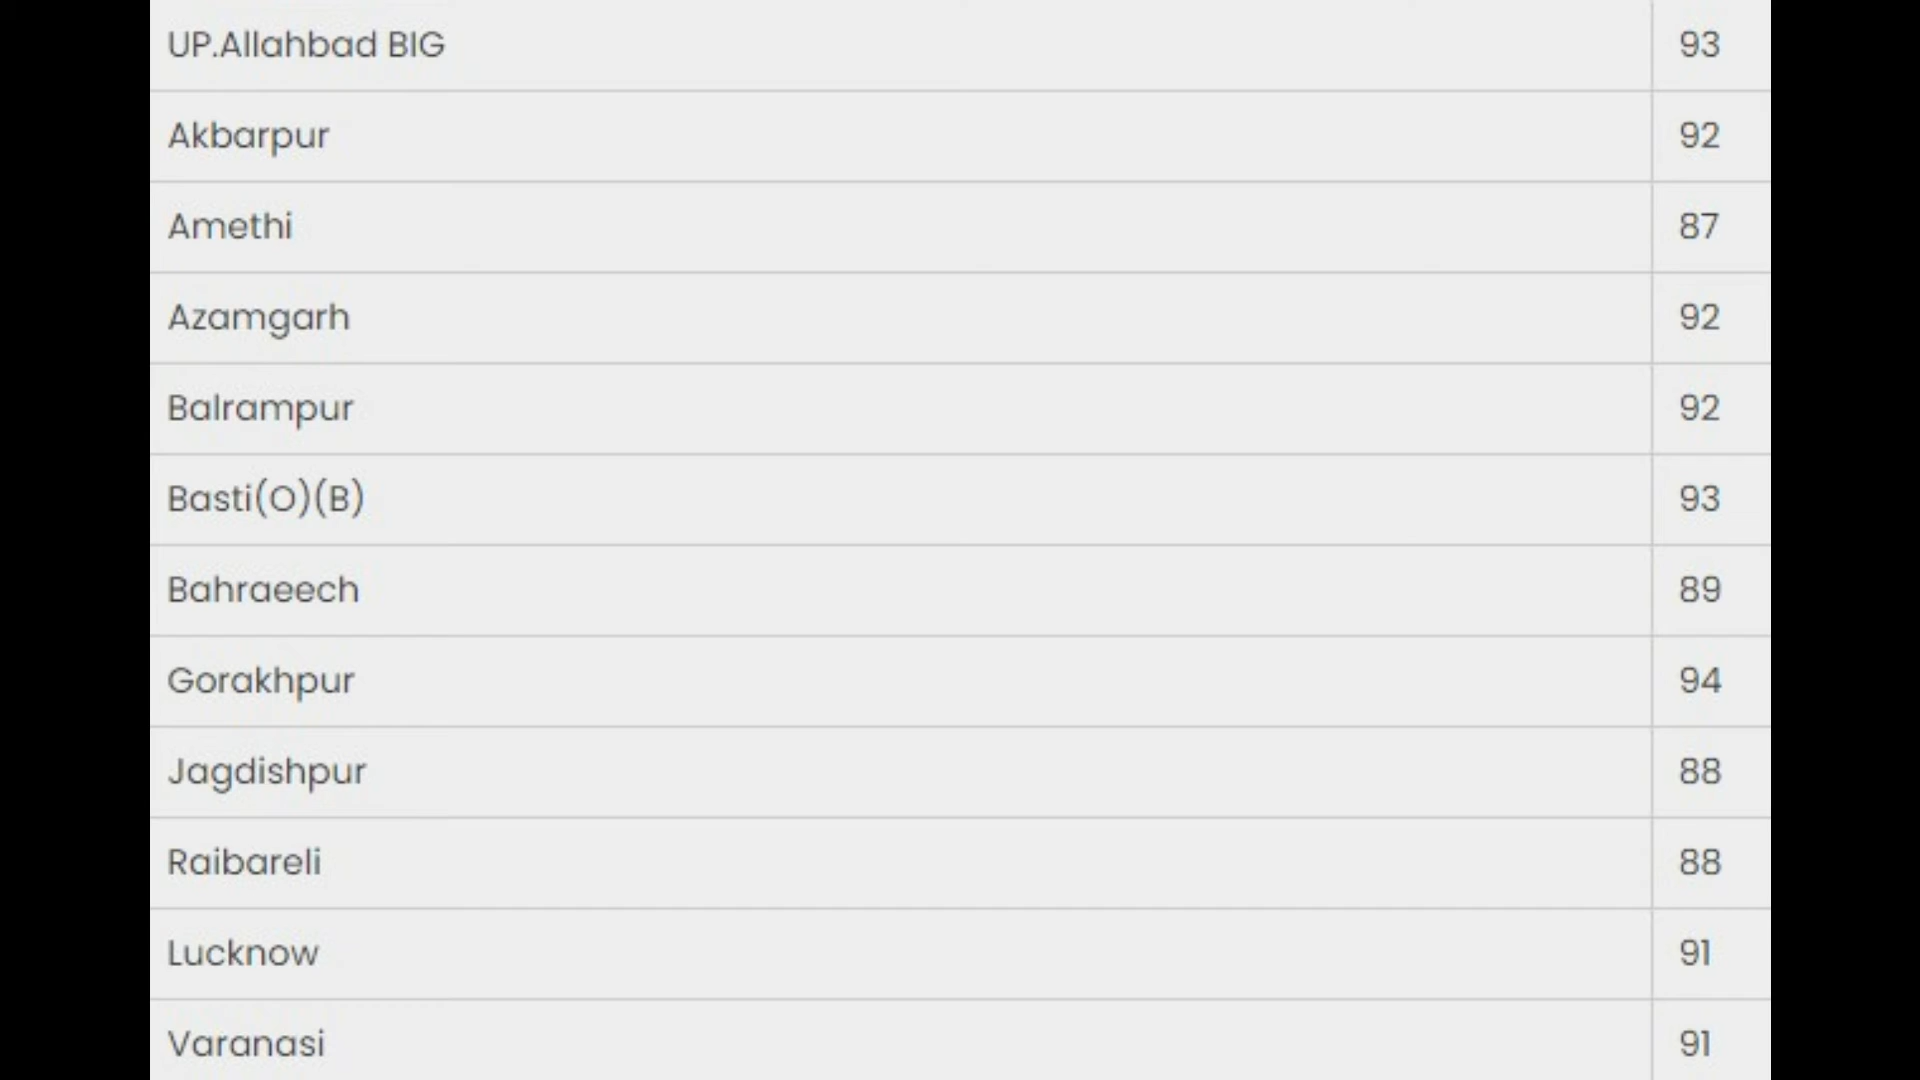 UP.Allahbad BIG 93
Akbarpur 92
Amethi 87
Azamgarh 92
Balrampur 92
Basti(O)(B) 93
Bahraeech 89
Gorakhpur 94
Jagdishpur 88
Raibareli 88
Lucknow 91
Varanasi 91